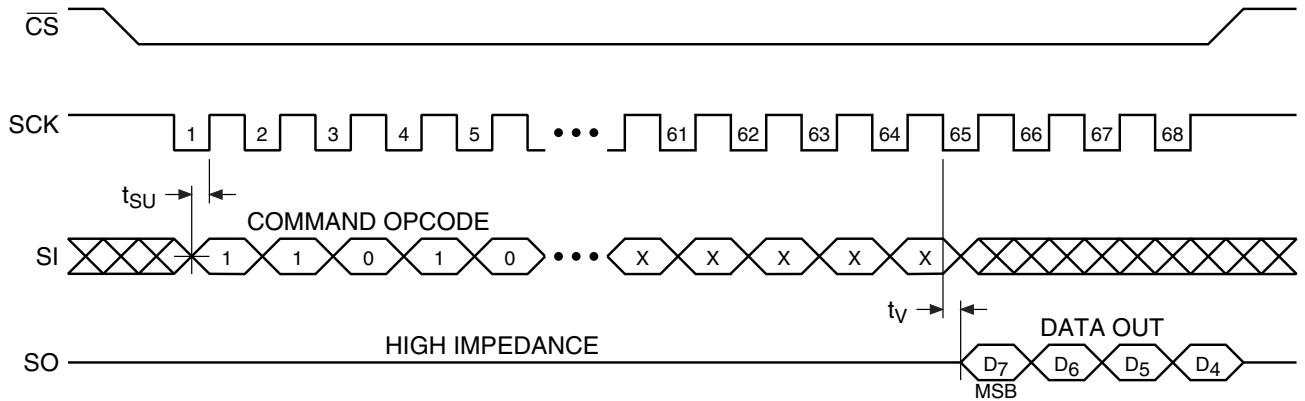 CS
SCK 1 2 3 4 5 ••• 61 62 63 64 65 66 67 68
tSU
COMMAND OPCODE
SI 1 1 0 1 0 ••• X X X X X
tV
HIGH IMPEDANCE
DATA OUT
SO D7 D6 D5 D4
MSB